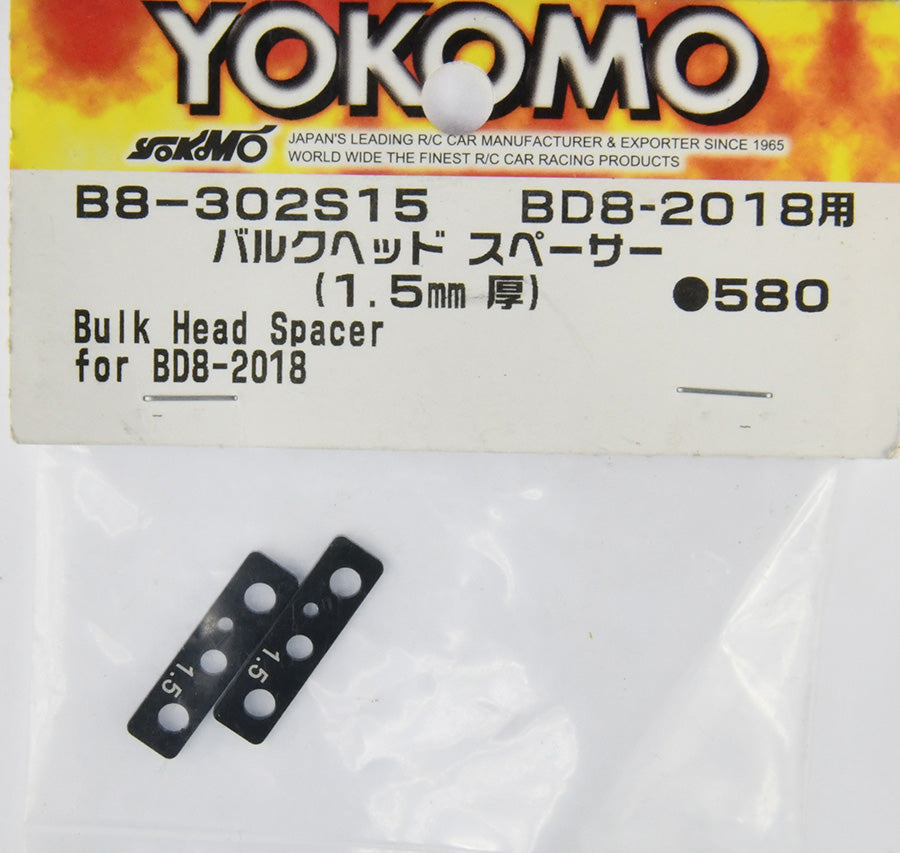 YOKOMO
YOKOMO JAPAN'S LEADING R/C CAR MANUFACTURER & EXPORTER SINCE 1965
WORLD WIDE THE FINEST R/C CAR RACING PRODUCTS
B8-302S15 BD8-2018用
バルクヘッド スペーサー
(1.5mm 厚) ●580
Bulk Head Spacer
for BD8-2018
1.5
1.5